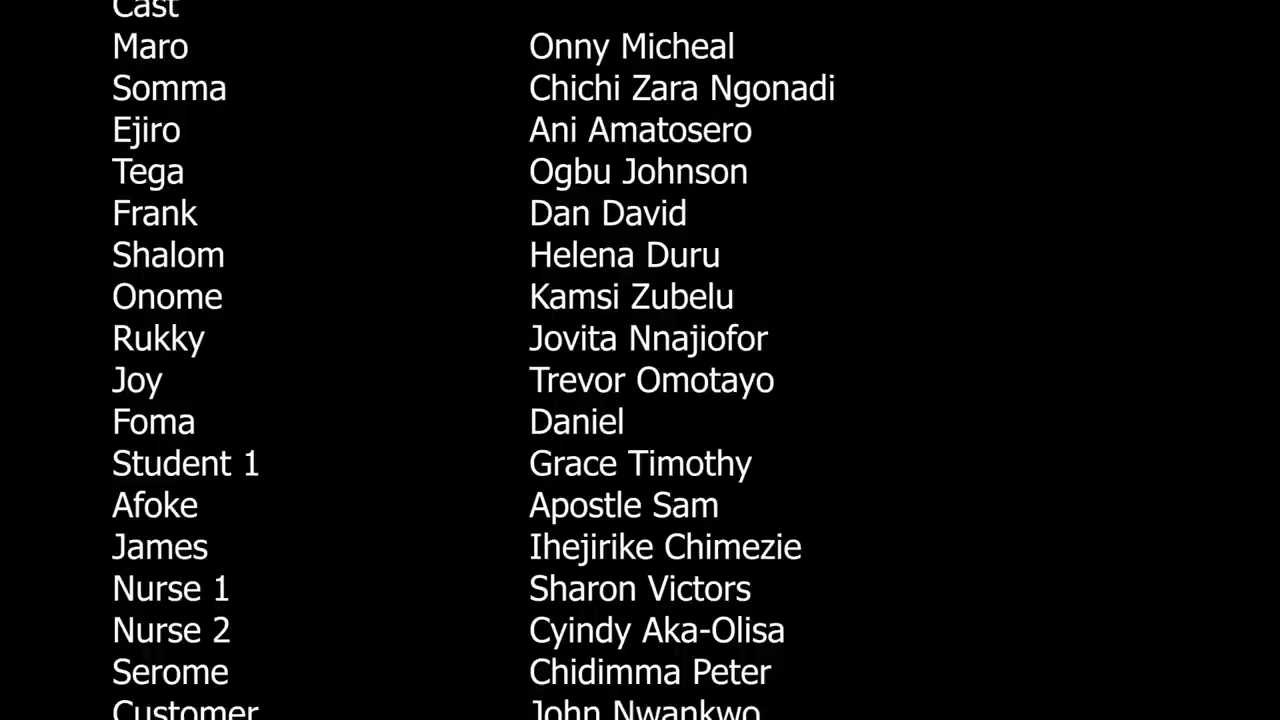 Cast
Maro Onny Micheal
Somma Chichi Zara Ngonadi
Ejiro Ani Amatosero
Tega Ogbu Johnson
Frank Dan David
Shalom Helena Duru
Onome Kamsi Zubelu
Rukky Jovita Nnajiofor
Joy Trevor Omotayo
Foma Daniel
Student 1 Grace Timothy
Afoke Apostle Sam
James Ihejirike Chimezie
Nurse 1 Sharon Victors
Nurse 2 Cyindy Aka-Olisa
Serome Chidimma Peter
Customer John Nwankwo